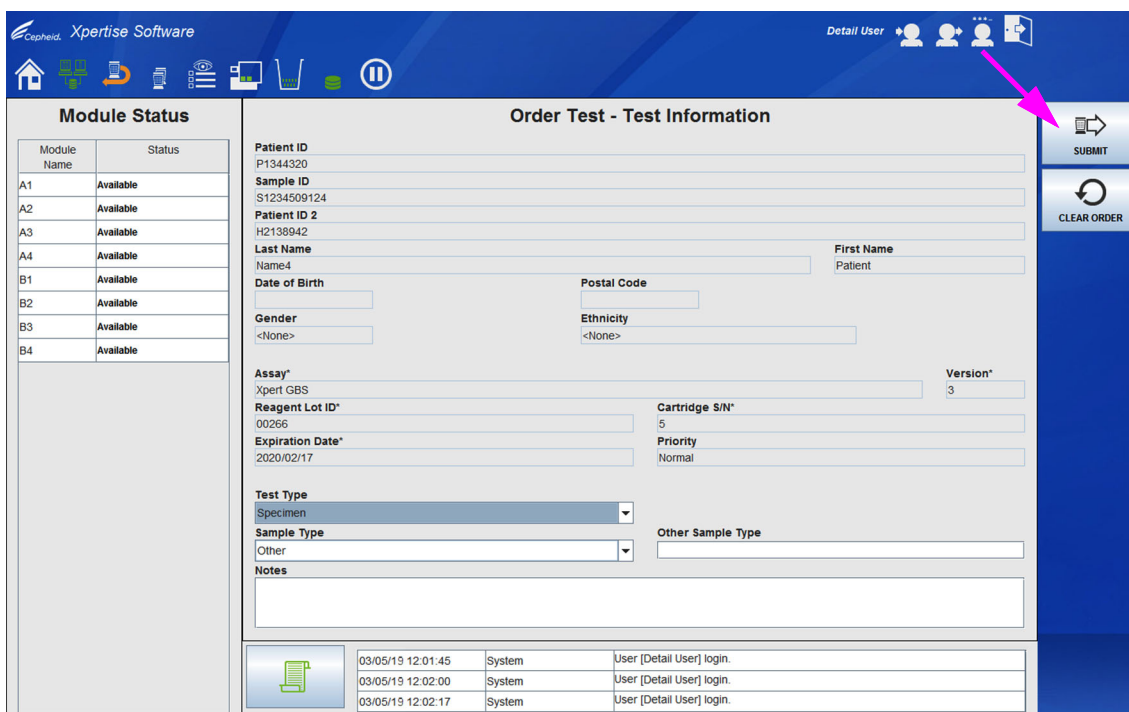 Cepheid. Xpertise Software
Detail User
Module Status
Module Name Status
A1 Available
A2 Available
A3 Available
A4 Available
B1 Available
B2 Available
B3 Available
B4 Available
Order Test - Test Information
Patient ID
P1344320
Sample ID
S1234509124
Patient ID 2
H2138942
Last Name First Name
Name4 Patient
Date of Birth Postal Code
Gender Ethnicity
<None> <None>
Assay* Version*
Xpert GBS 3
Reagent Lot ID* Cartridge S/N*
00266 5
Expiration Date* Priority
2020/02/17 Normal
Test Type
Specimen
Sample Type Other Sample Type
Other
Notes
03/05/19 12:01:45 System User [Detail User] login.
03/05/19 12:02:00 System User [Detail User] login.
03/05/19 12:02:17 System User [Detail User] login.
SUBMIT
CLEAR ORDER